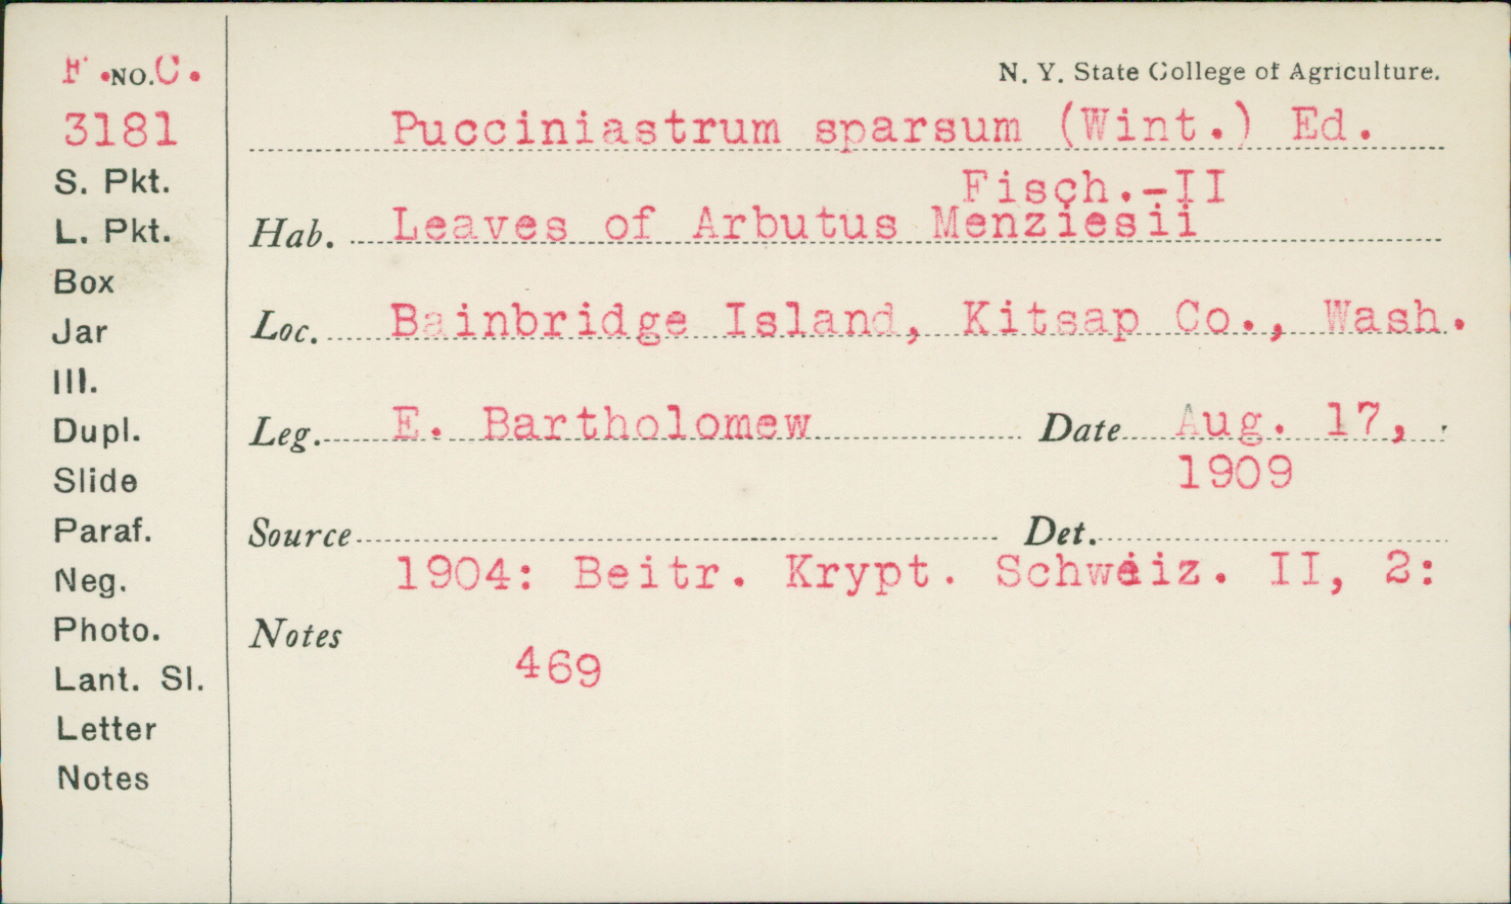 F. NO. C.
3181
S. Pkt.
L. Pkt.
Box
Jar
Ill.
Dupl.
Slide
Paraf.
Neg.
Photo.
Lant. Sl.
Letter
Notes
N. Y. State College of Agriculture.
Pucciniastrum sparsum (Wint.) Ed.
Fisch.-II
Hab. Leaves of Arbutus Menziesii
Loc. Bainbridge Island, Kitsap Co., Wash.
Leg. E. Bartholomew Date Aug. 17,
1909
Source Det.
1904: Beitr. Krypt. Schweiz. II, 2:
Notes
469